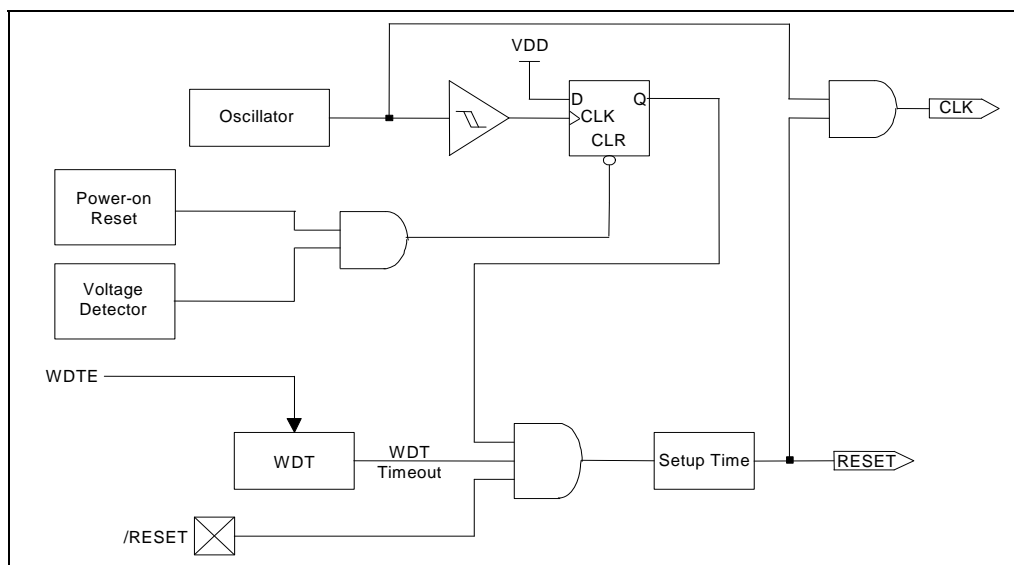 VDD
Oscillator
D
Q
CLK
CLR
CLK
Power-on
Reset
Voltage
Detector
WDTE
WDT
WDT
Timeout
Setup Time
RESET
/RESET